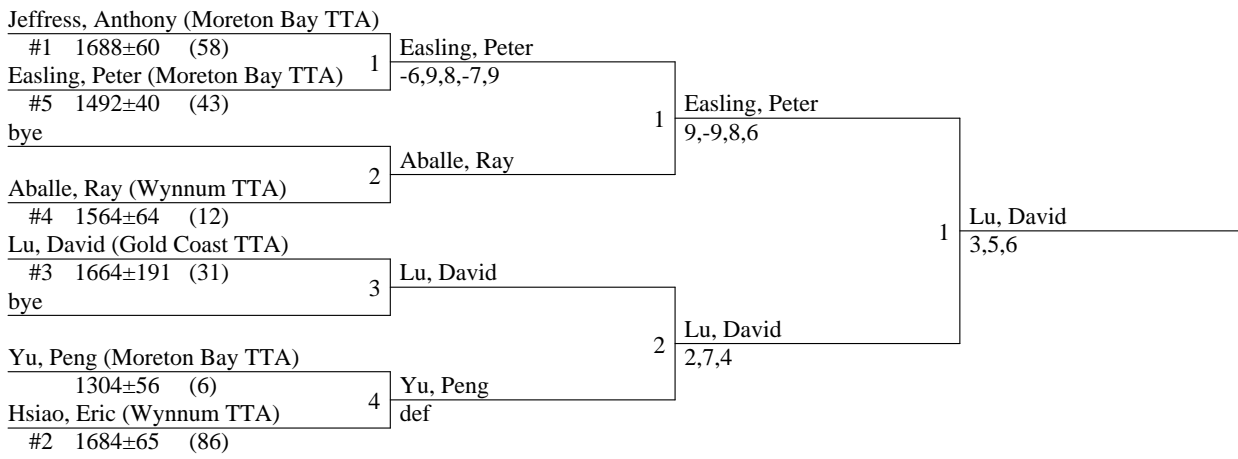 Jeffress, Anthony (Moreton Bay TTA)
#1 1688±60 (58)
1
Easling, Peter
Easling, Peter (Moreton Bay TTA)
-6,9,8,-7,9
#5 1492±40 (43)
1
Easling, Peter
9,-9,8,6
bye
2
Aballe, Ray
Aballe, Ray (Wynnum TTA)
#4 1564±64 (12)
1
Lu, David
3,5,6
Lu, David (Gold Coast TTA)
#3 1664±191 (31)
3
Lu, David
bye
2
Lu, David
2,7,4
Yu, Peng (Moreton Bay TTA)
1304±56 (6)
4
Yu, Peng
def
Hsiao, Eric (Wynnum TTA)
#2 1684±65 (86)